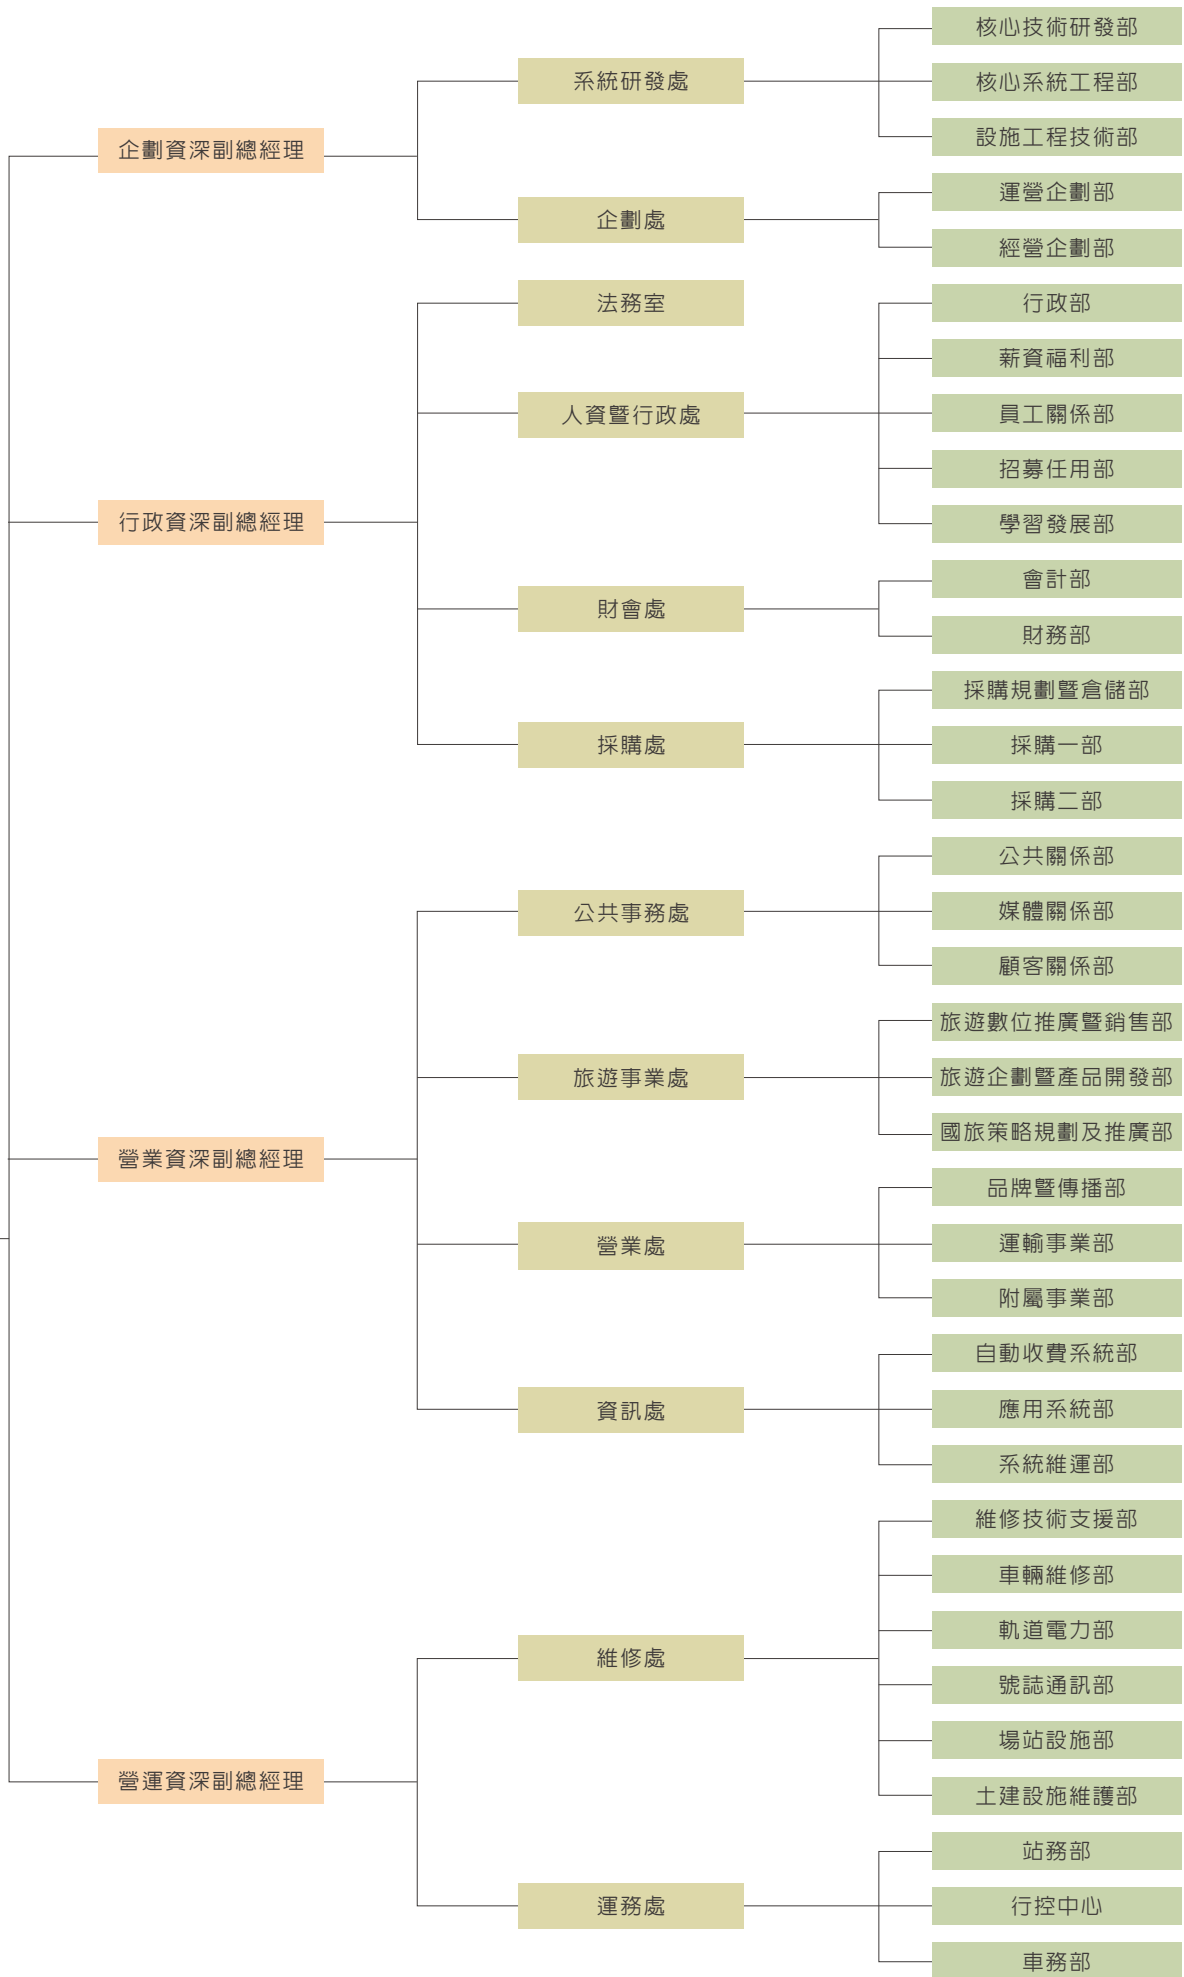 企劃資深副總經理
系統研發處
核心技術研發部
核心系統工程部
設施工程技術部
企劃處
運營企劃部
經營企劃部
行政資深副總經理
法務室
人資暨行政處
行政部
薪資福利部
員工關係部
招募任用部
學習發展部
財會處
會計部
財務部
採購處
採購規劃暨倉儲部
採購一部
採購二部
營業資深副總經理
公共事務處
公共關係部
媒體關係部
顧客關係部
旅遊事業處
旅遊數位推廣暨銷售部
旅遊企劃暨產品開發部
國旅策略規劃及推廣部
營業處
品牌暨傳播部
運輸事業部
附屬事業部
資訊處
自動收費系統部
應用系統部
系統維運部
營運資深副總經理
維修處
維修技術支援部
車輛維修部
軌道電力部
號誌通訊部
場站設施部
土建設施維護部
運務處
站務部
行控中心
車務部